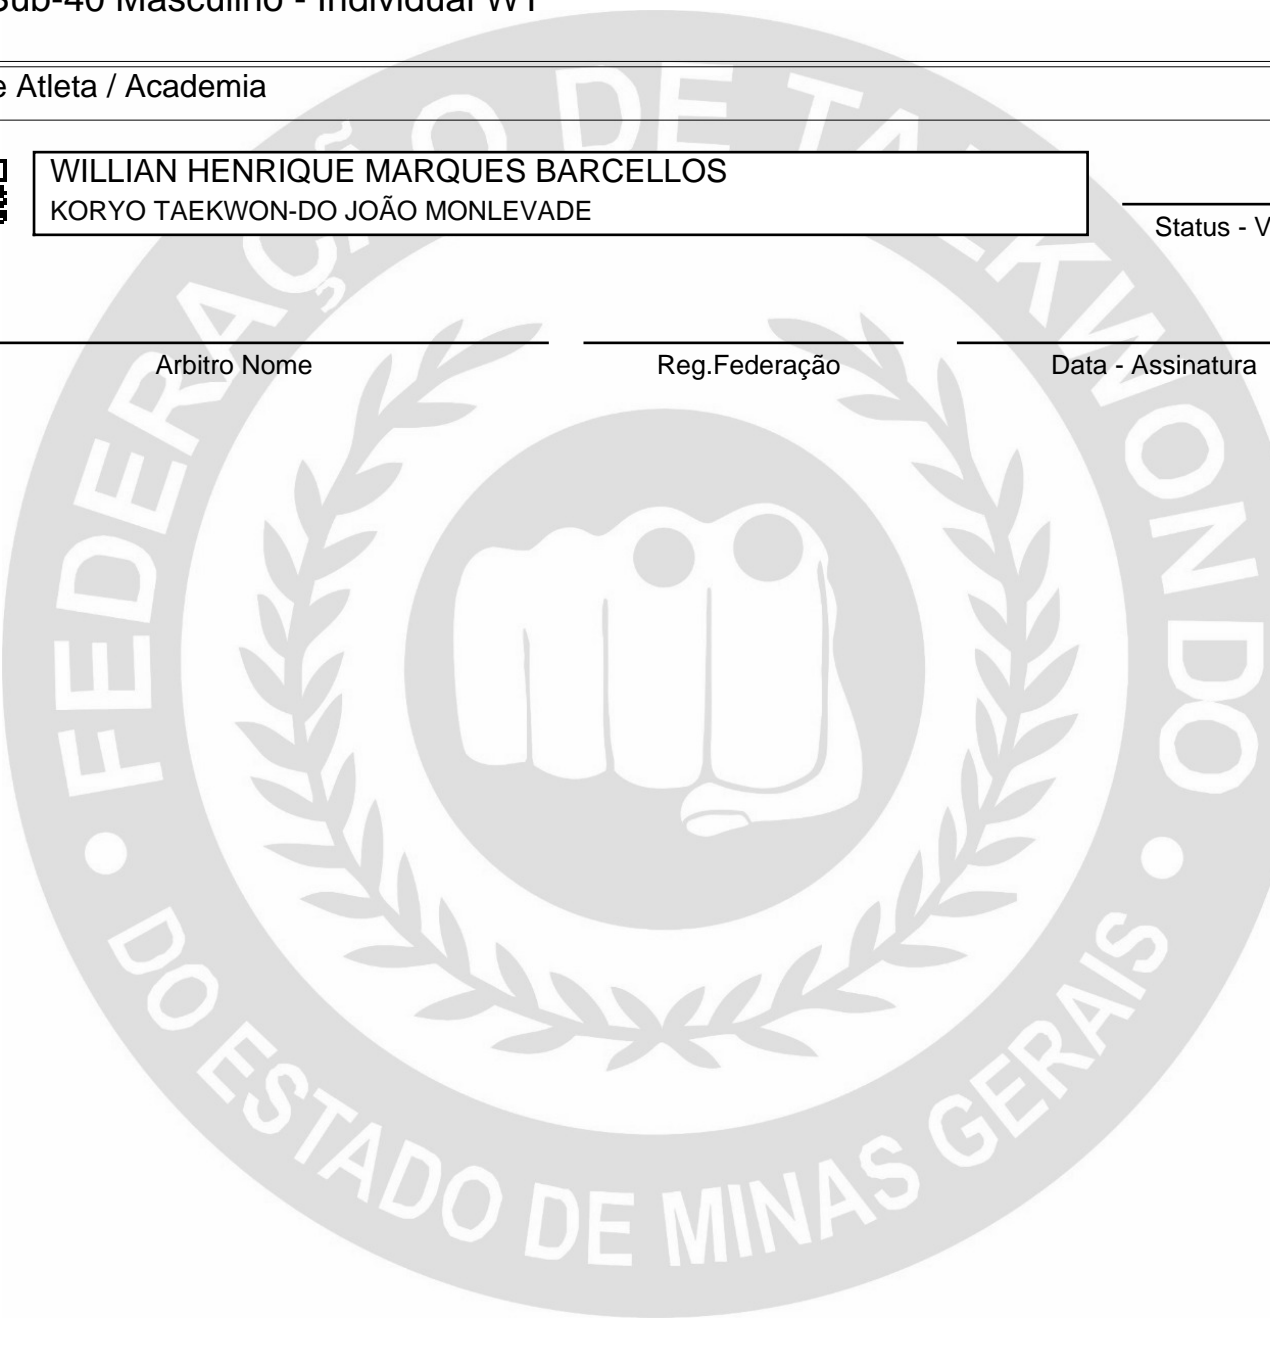 Sub-40 Masculino - Individual WT
e Atleta / Academia
WILLIAN HENRIQUE MARQUES BARCELLOS
KORYO TAEKWON-DO JOÃO MONLEVADE
Status - V
Arbitro Nome
Reg.Federação
Data - Assinatura
FEDERAÇÃO DE TAEKWONDO
DO ESTADO DE MINAS GERAIS